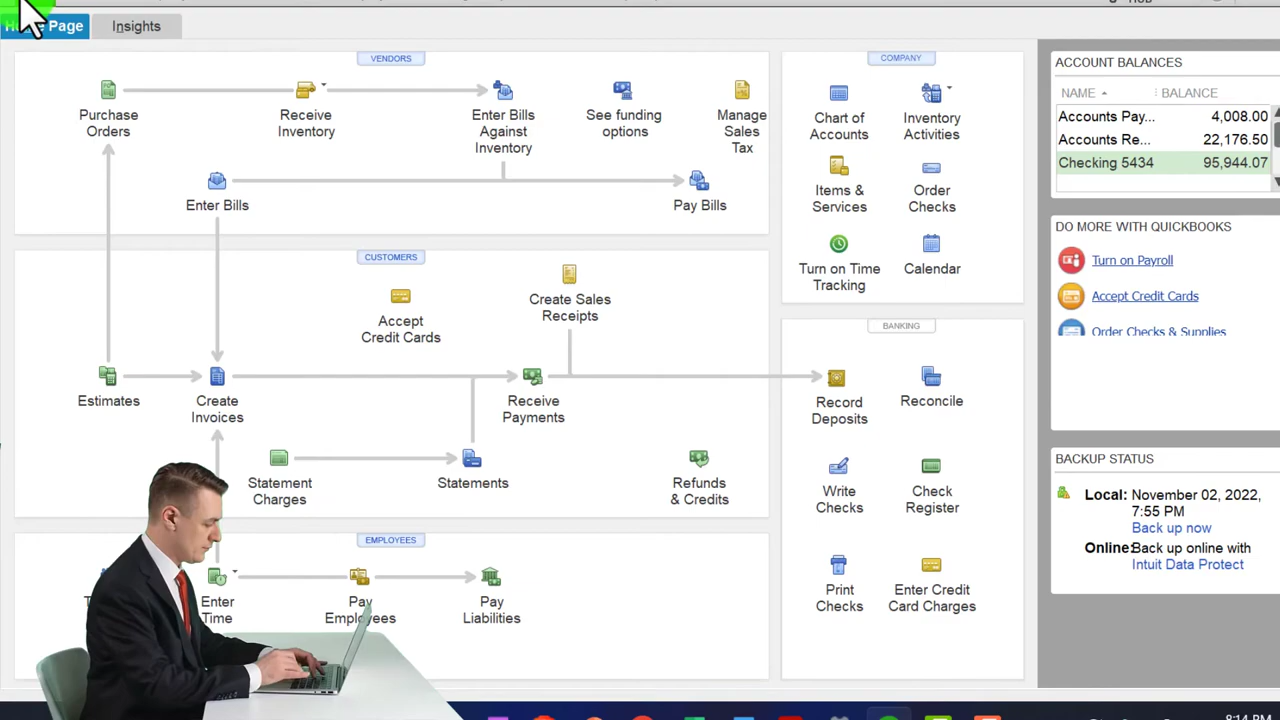 Hub
Home Page
Insights
VENDORS
Purchase
Orders
Receive
Inventory
Enter Bills
Against
Inventory
See funding
options
Manage
Sales
Tax
Enter Bills
Pay Bills
CUSTOMERS
Create Sales
Receipts
Accept
Credit Cards
Estimates
Create
Invoices
Receive
Payments
Statement
Charges
Statements
Refunds
& Credits
EMPLOYEES
Enter
Time
Pay
Employees
Pay
Liabilities
COMPANY
Chart of
Accounts
Inventory
Activities
Items &
Services
Order
Checks
Turn on Time
Tracking
Calendar
BANKING
Record
Deposits
Reconcile
Write
Checks
Check
Register
Print
Checks
Enter Credit
Card Charges
ACCOUNT BALANCES
NAME BALANCE
Accounts Pay... 4,008.00
Accounts Re... 22,176.50
Checking 5434 95,944.07
DO MORE WITH QUICKBOOKS
Turn on Payroll
Accept Credit Cards
Order Checks & Supplies
BACKUP STATUS
Local: November 02, 2022,
7:55 PM
Back up now
Online: Back up online with
Intuit Data Protect
8:14 PM